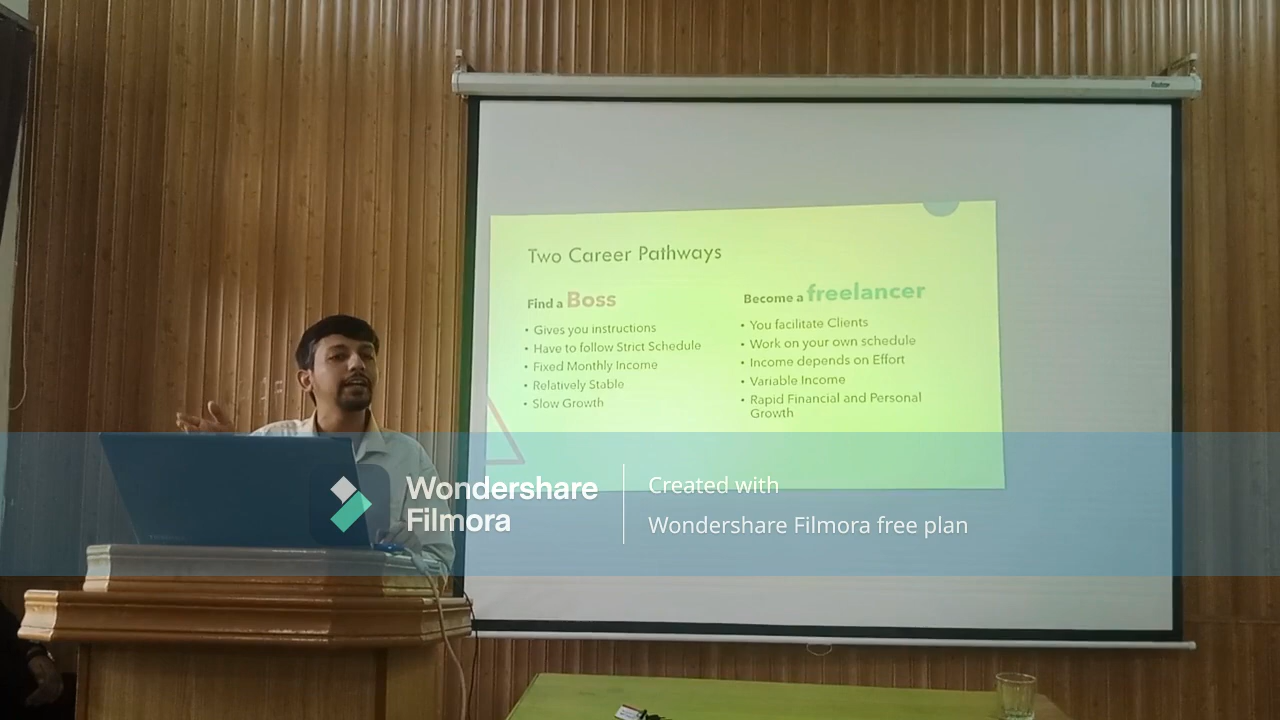 Two Career Pathways
Find a Boss
• Gives you instructions
• Have to follow Strict Schedule
• Fixed Monthly Income
• Relatively Stable
• Slow Growth
Become a freelancer
• You facilitate Clients
• Work on your own schedule
• Income depends on Effort
• Variable Income
• Rapid Financial and Personal
Growth
Wondershare
Filmora
Created with
Wondershare Filmora free plan